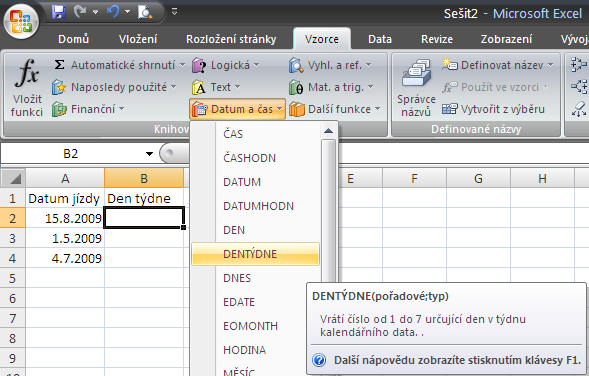 Sešit2 - Microsoft Excel
Domů Vložení Rozložení stránky Vzorce Data Revize Zobrazení Vývoj
fx Vložit funkci
Σ Automatické shrnutí
Naposledy použité
Finanční
Logická
Text
Datum a čas
Vyhl. a ref.
Mat. a trig.
Další funkce
Správce názvů
Definovat název
Použít ve vzorci
Vytvořit z výběru
Knihov
Definované názvy
B2
A B E F G H
1 Datum jízdy Den týdne
2 15.8.2009
3 1.5.2009
4 4.7.2009
5
6
7
8
9
ČAS
ČASHODN
DATUM
DATUMHODN
DEN
DENTÝDNE
DNES
EDATE
EOMONTH
HODINA
MĚSÍC
DENTÝDNE(pořadové;typ)
Vrátí číslo od 1 do 7 určující den v týdnu
kalendářního data. .
Další nápovědu zobrazíte stisknutím klávesy F1.